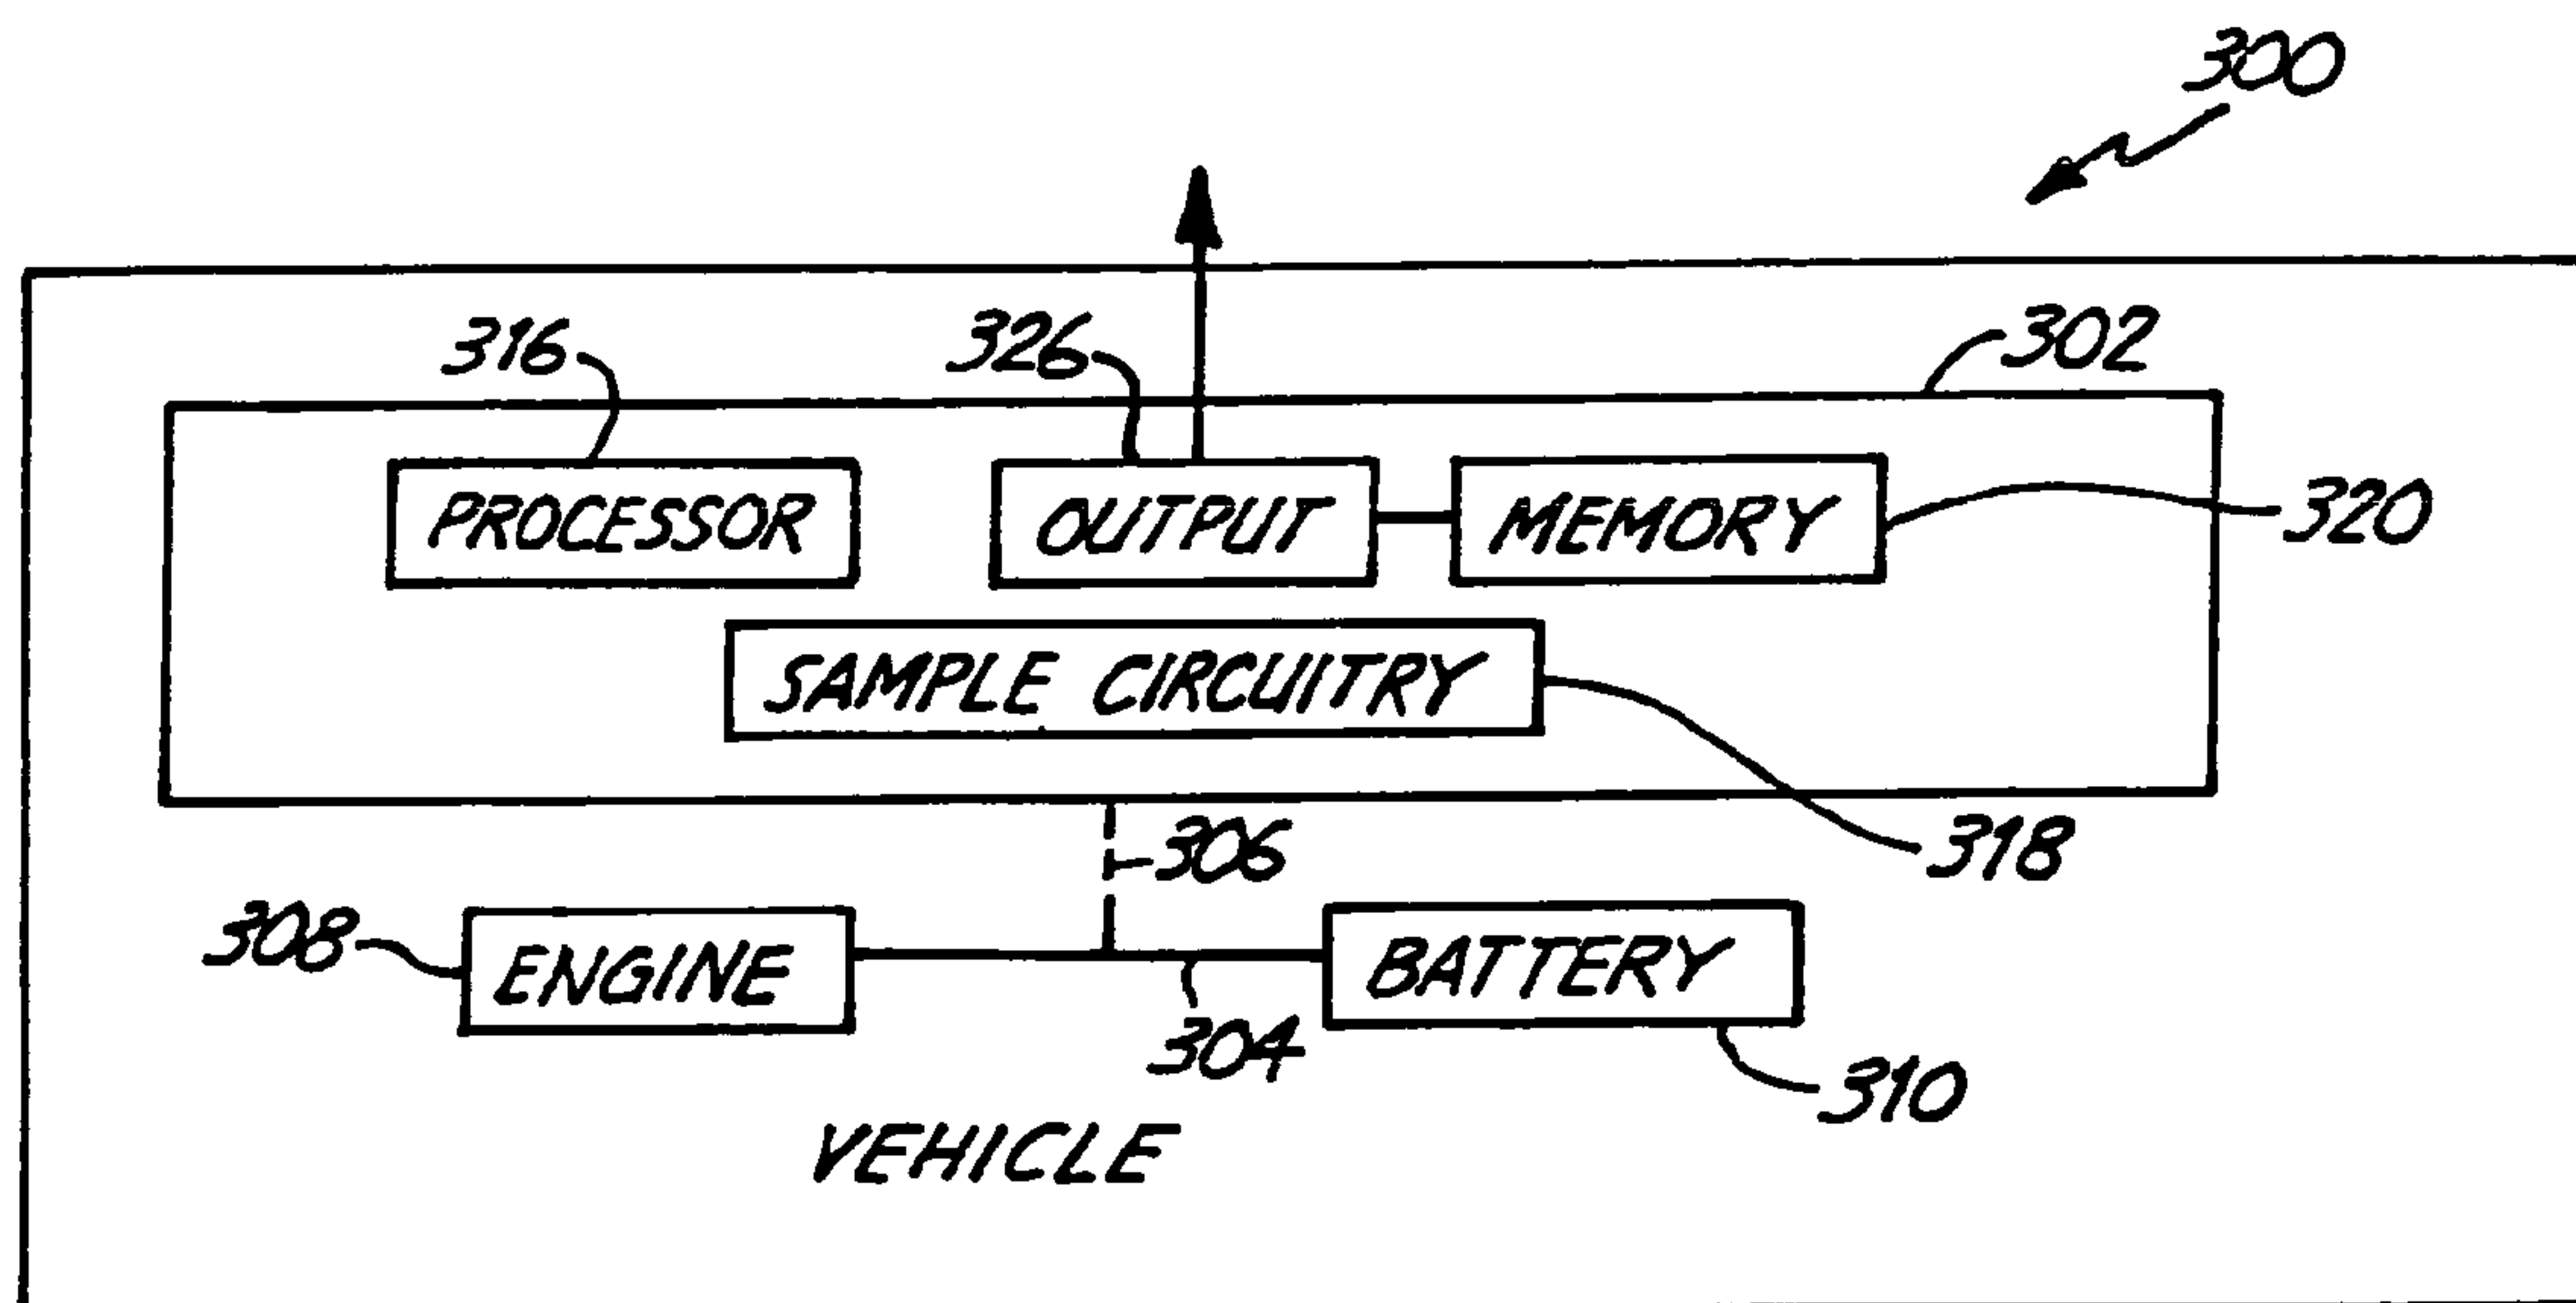 300
302
316
326
PROCESSOR
OUTPUT
MEMORY
320
SAMPLE CIRCUITRY
318
306
308
ENGINE
BATTERY
304
310
VEHICLE